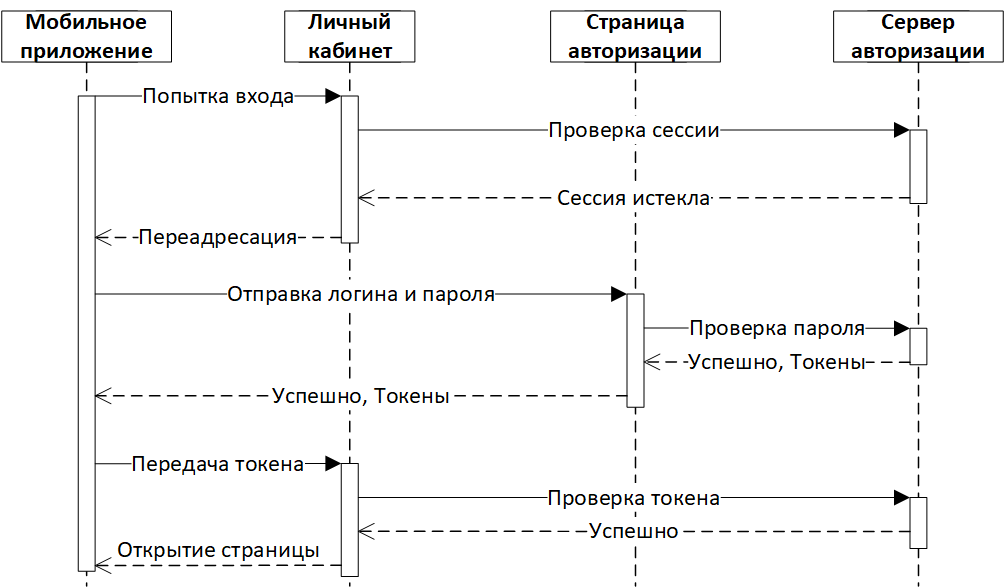 Мобильное
приложение
Личный
кабинет
Страница
авторизации
Сервер
авторизации
Попытка входа
Проверка сессии
Сессия истекла
Переадресация
Отправка логина и пароля
Проверка пароля
Успешно, Токены
Успешно, Токены
Передача токена
Проверка токена
Успешно
Открытие страницы